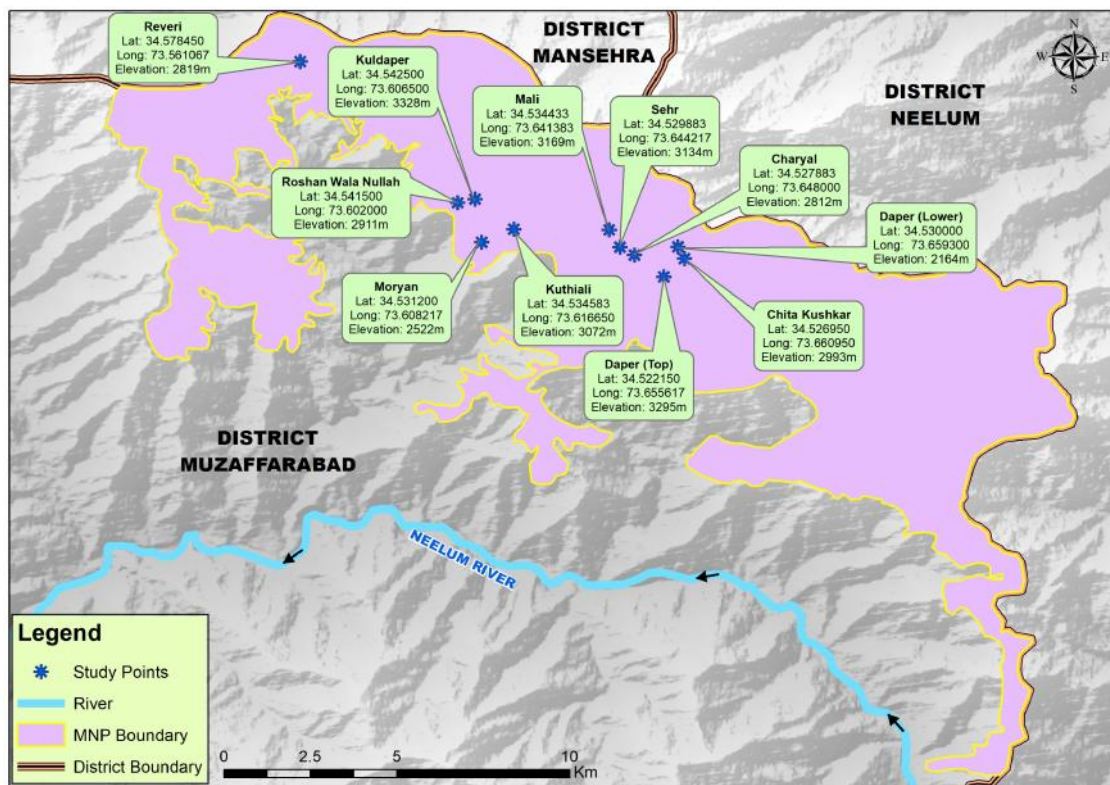 DISTRICT
MANSEHRA
DISTRICT
NEELUM
N
W
E
S
Reveri
Lat: 34.578450
Long: 73.561067
Elevation: 2819m
Kuldaper
Lat: 34.542500
Long: 73.606500
Elevation: 3328m
Mali
Lat: 34.534433
Long: 73.641383
Elevation: 3169m
Sehr
Lat: 34.529883
Long: 73.644217
Elevation: 3134m
Charyal
Lat: 34.527883
Long: 73.648000
Elevation: 2812m
Roshan Wala Nullah
Lat: 34.541500
Long: 73.602000
Elevation: 2911m
Daper (Lower)
Lat: 34.530000
Long: 73.659300
Elevation: 2164m
Moryan
Lat: 34.531200
Long: 73.608217
Elevation: 2522m
Kuthiali
Lat: 34.534583
Long: 73.616650
Elevation: 3072m
Chita Kushkar
Lat: 34.526950
Long: 73.660950
Elevation: 2993m
Daper (Top)
Lat: 34.522150
Long: 73.655617
Elevation: 3295m
DISTRICT
MUZAFFARABAD
NEELUM RIVER
Legend
Study Points
River
MNP Boundary
District Boundary
0 2.5 5 10
Km